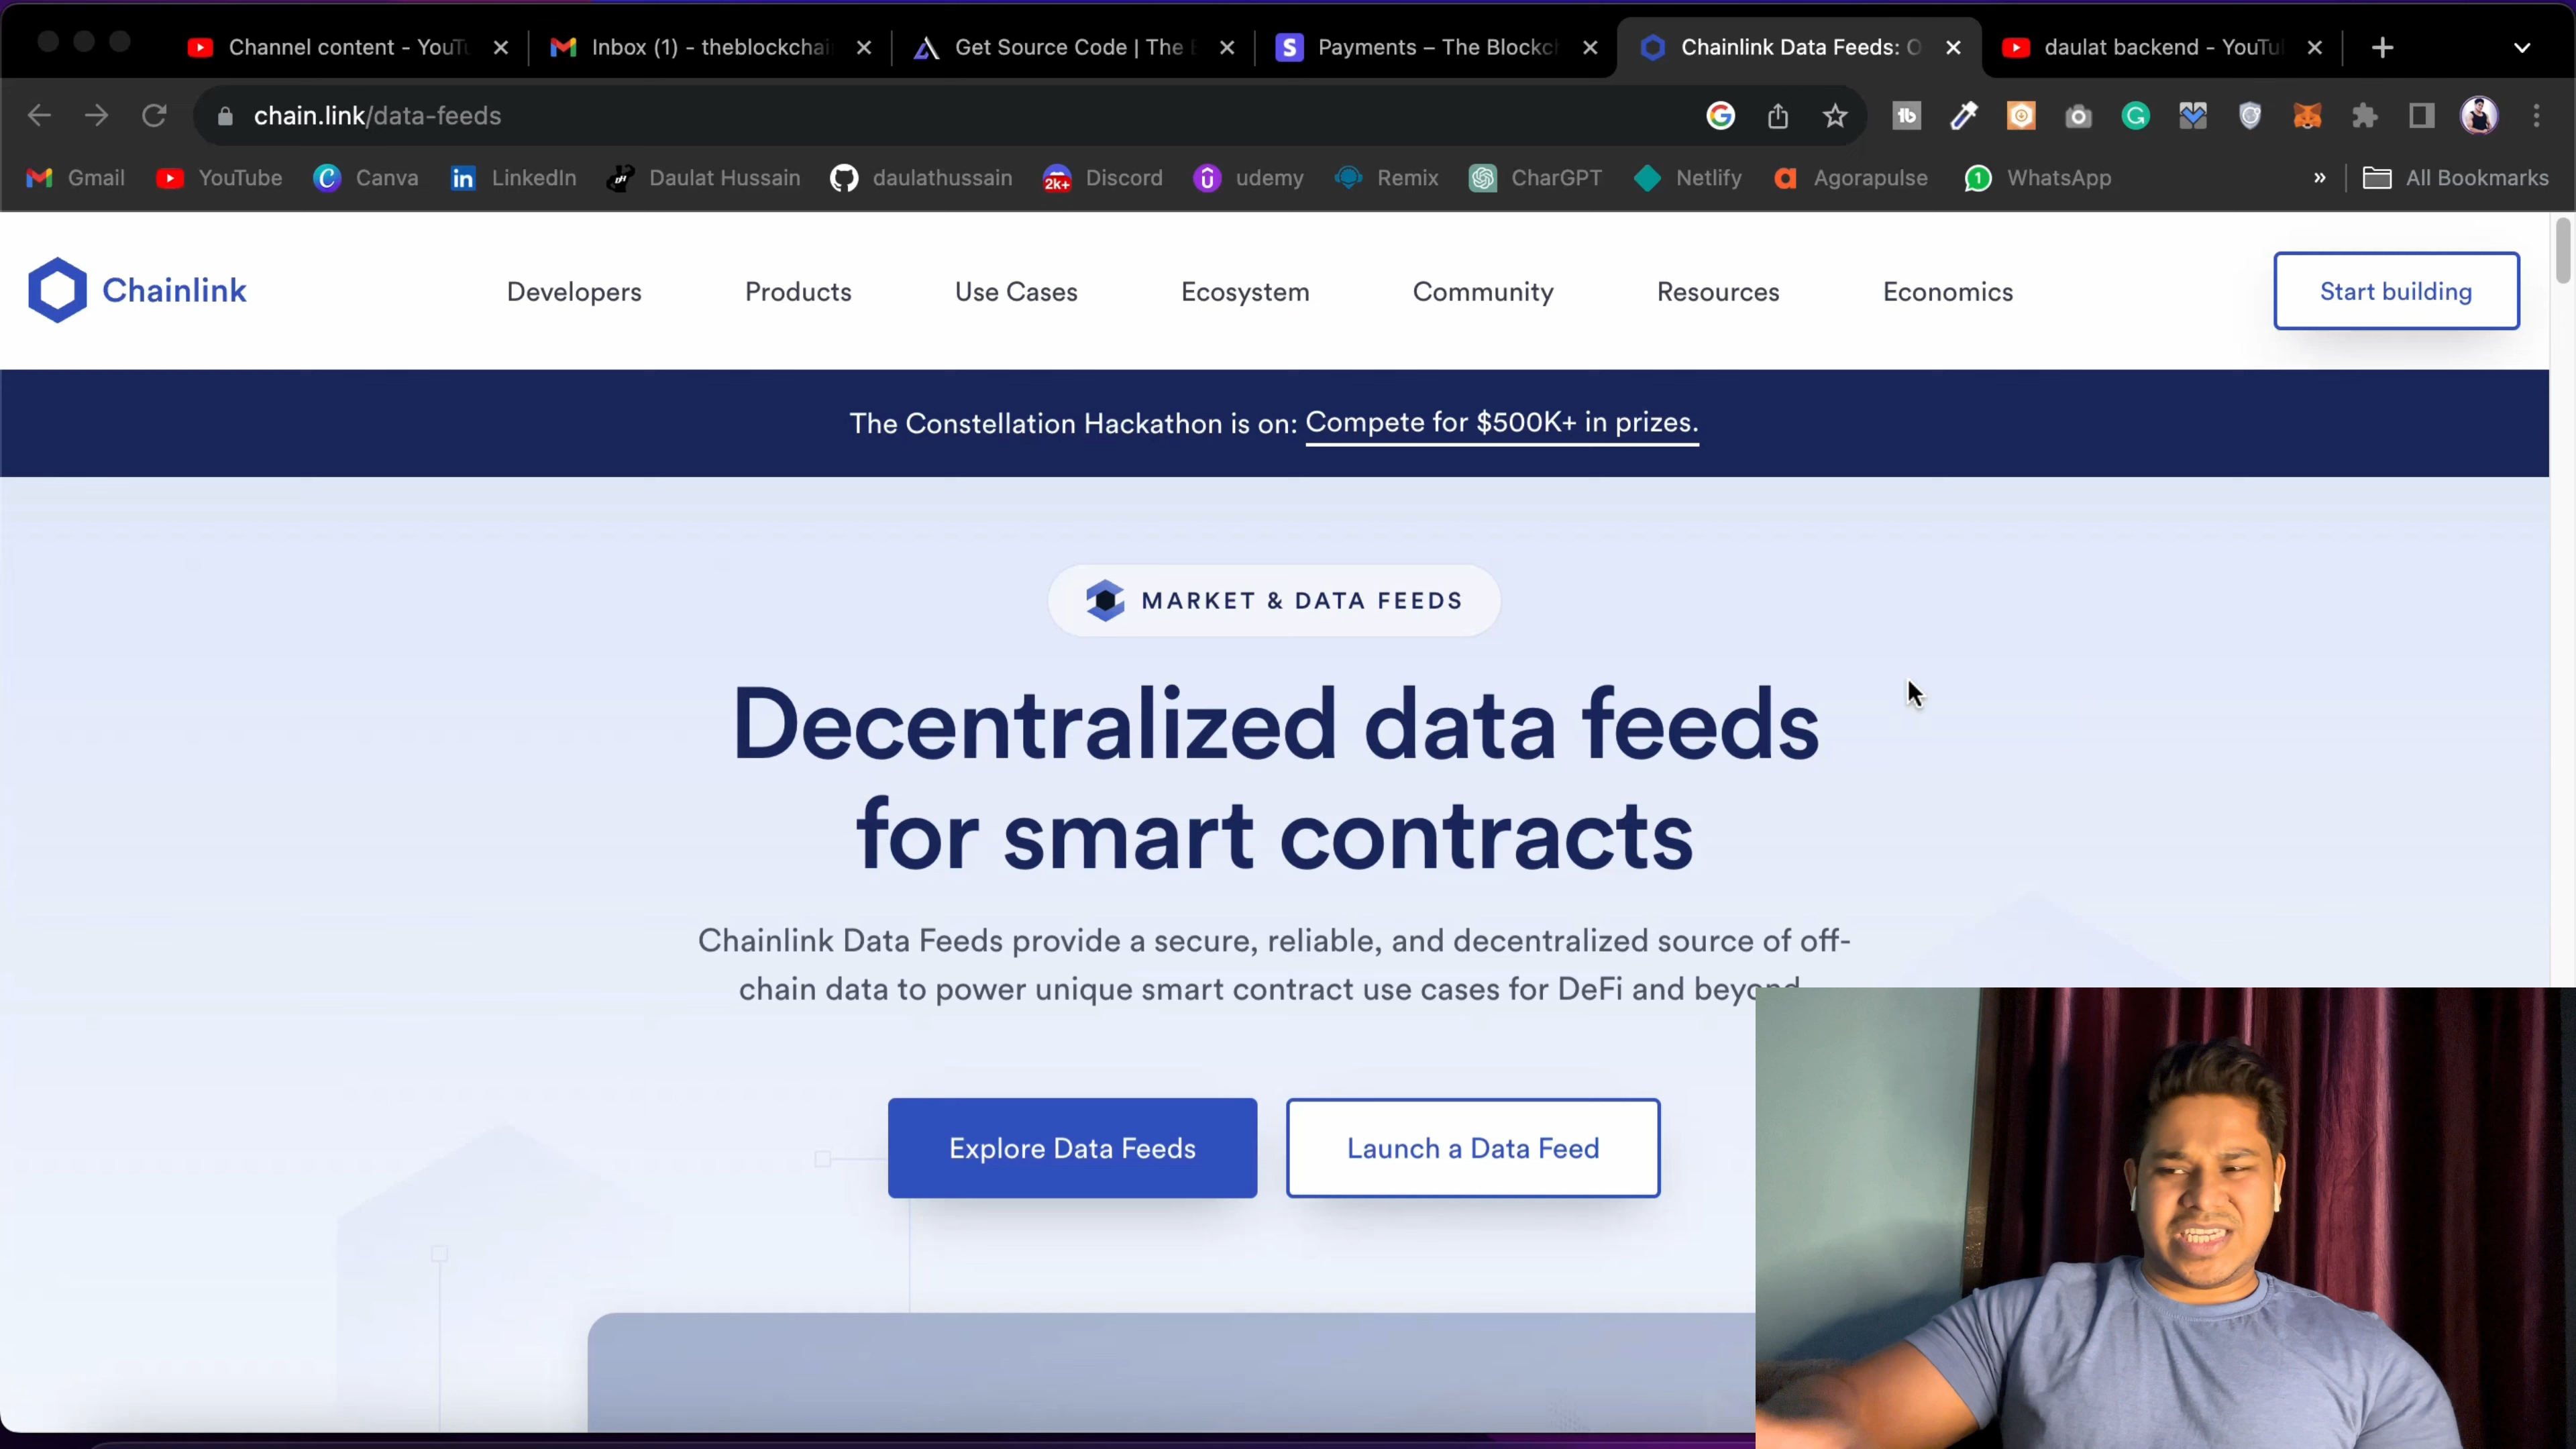 Channel content - YouTu
Inbox (1) - theblockchai
Get Source Code | The B
Payments – The Blockch
Chainlink Data Feeds: O
daulat backend - YouTu
chain.link/data-feeds
Gmail
YouTube
Canva
LinkedIn
Daulat Hussain
daulathussain
2k+
Discord
udemy
Remix
CharGPT
Netlify
Agorapulse
1
WhatsApp
»
All Bookmarks
Chainlink
Developers
Products
Use Cases
Ecosystem
Community
Resources
Economics
Start building
The Constellation Hackathon is on: Compete for $500K+ in prizes.
MARKET & DATA FEEDS
Decentralized data feeds
for smart contracts
Chainlink Data Feeds provide a secure, reliable, and decentralized source of off-
chain data to power unique smart contract use cases for DeFi and beyond
Explore Data Feeds
Launch a Data Feed